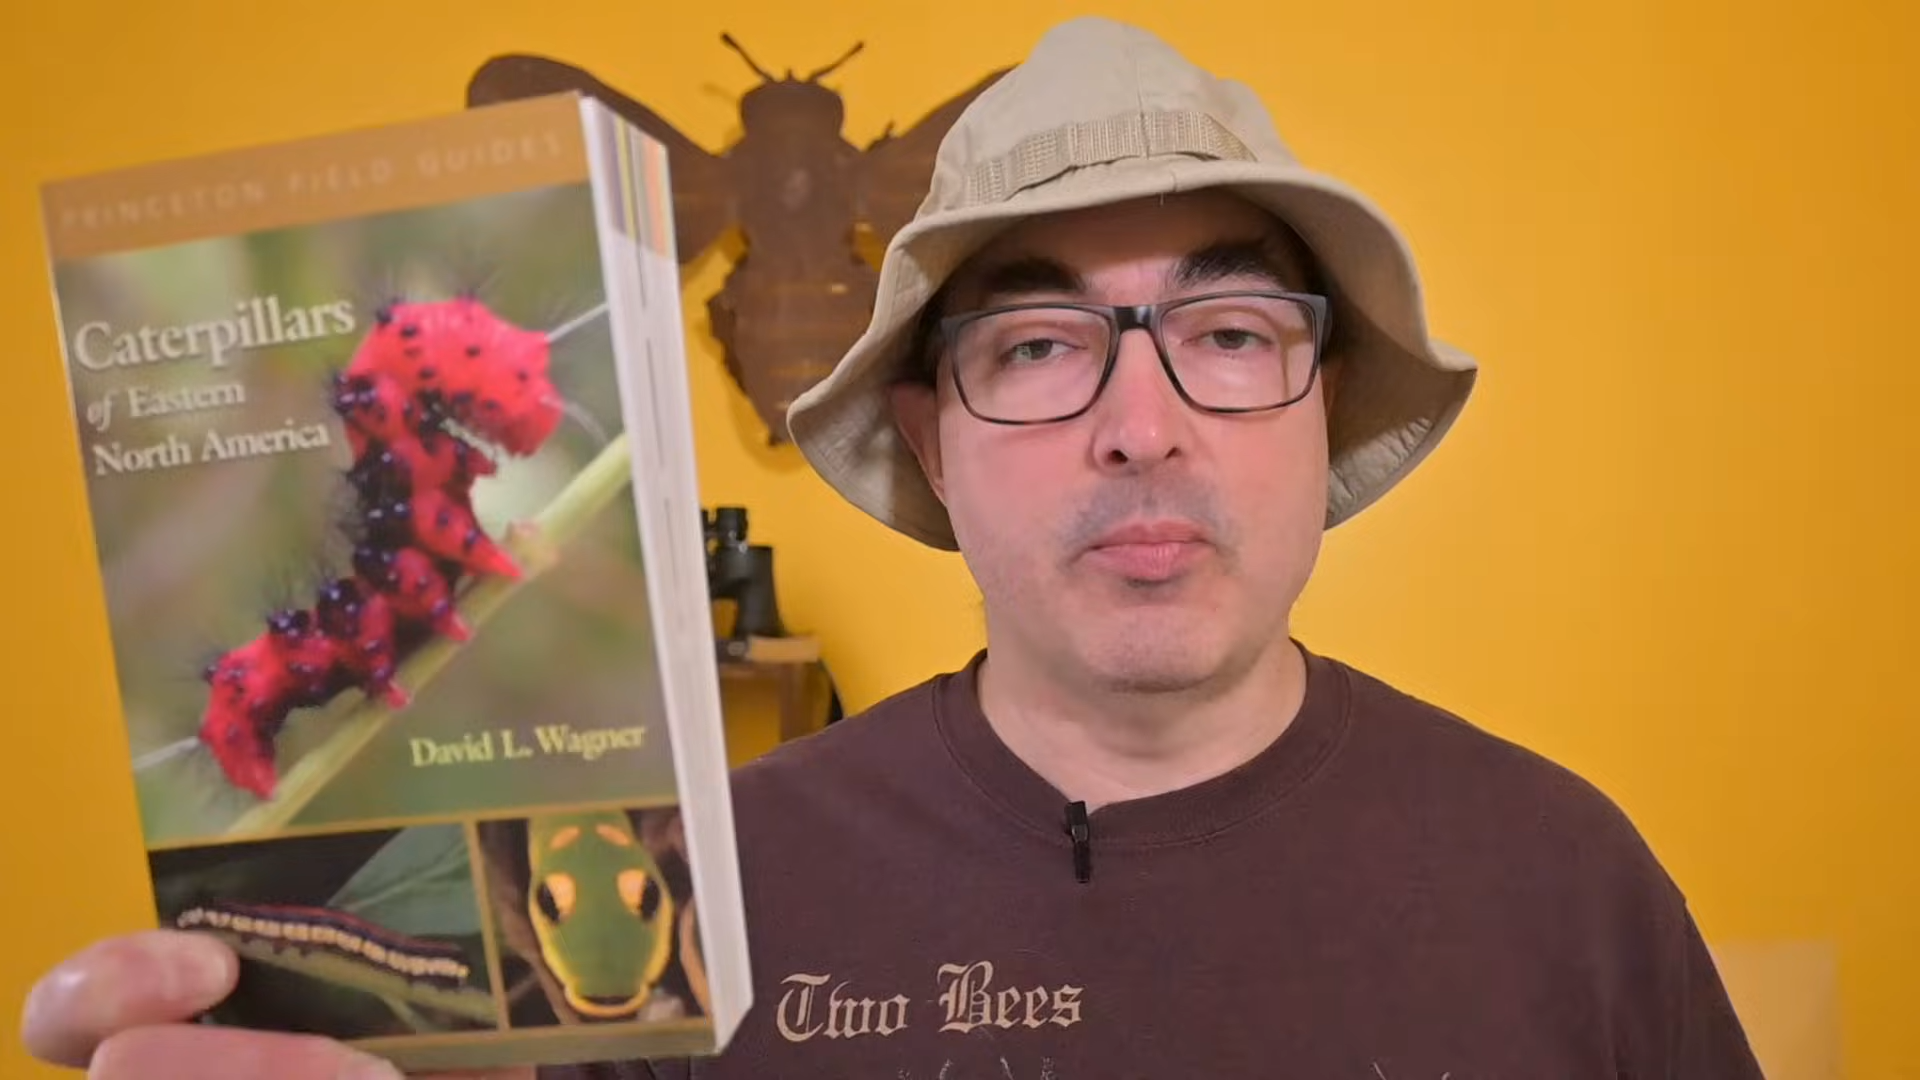 PRINCETON FIELD GUIDES
Caterpillars
of Eastern
North America
David L. Wagner
Two Bees